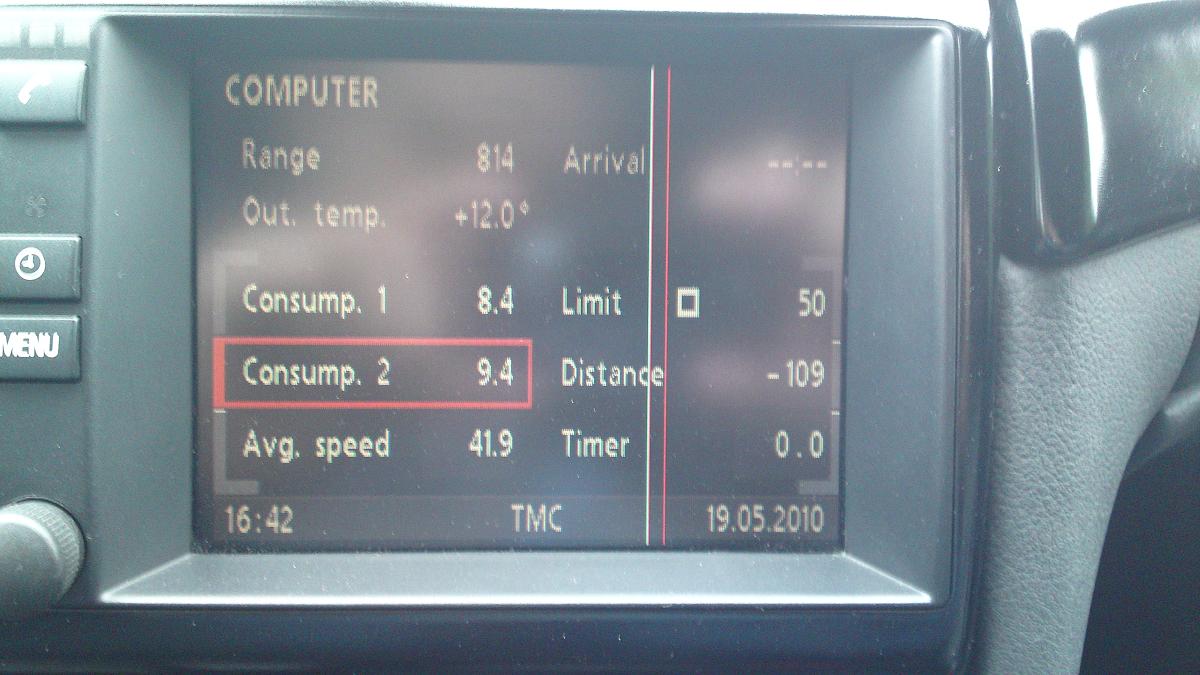 COMPUTER
Range 814 Arrival --:--
Out. temp. +12.0°
Consump. 1 8.4 Limit 50
Consump. 2 9.4 Distance -109
MENU
Avg. speed 41.9 Timer 0.0
16:42 TMC 19.05.2010